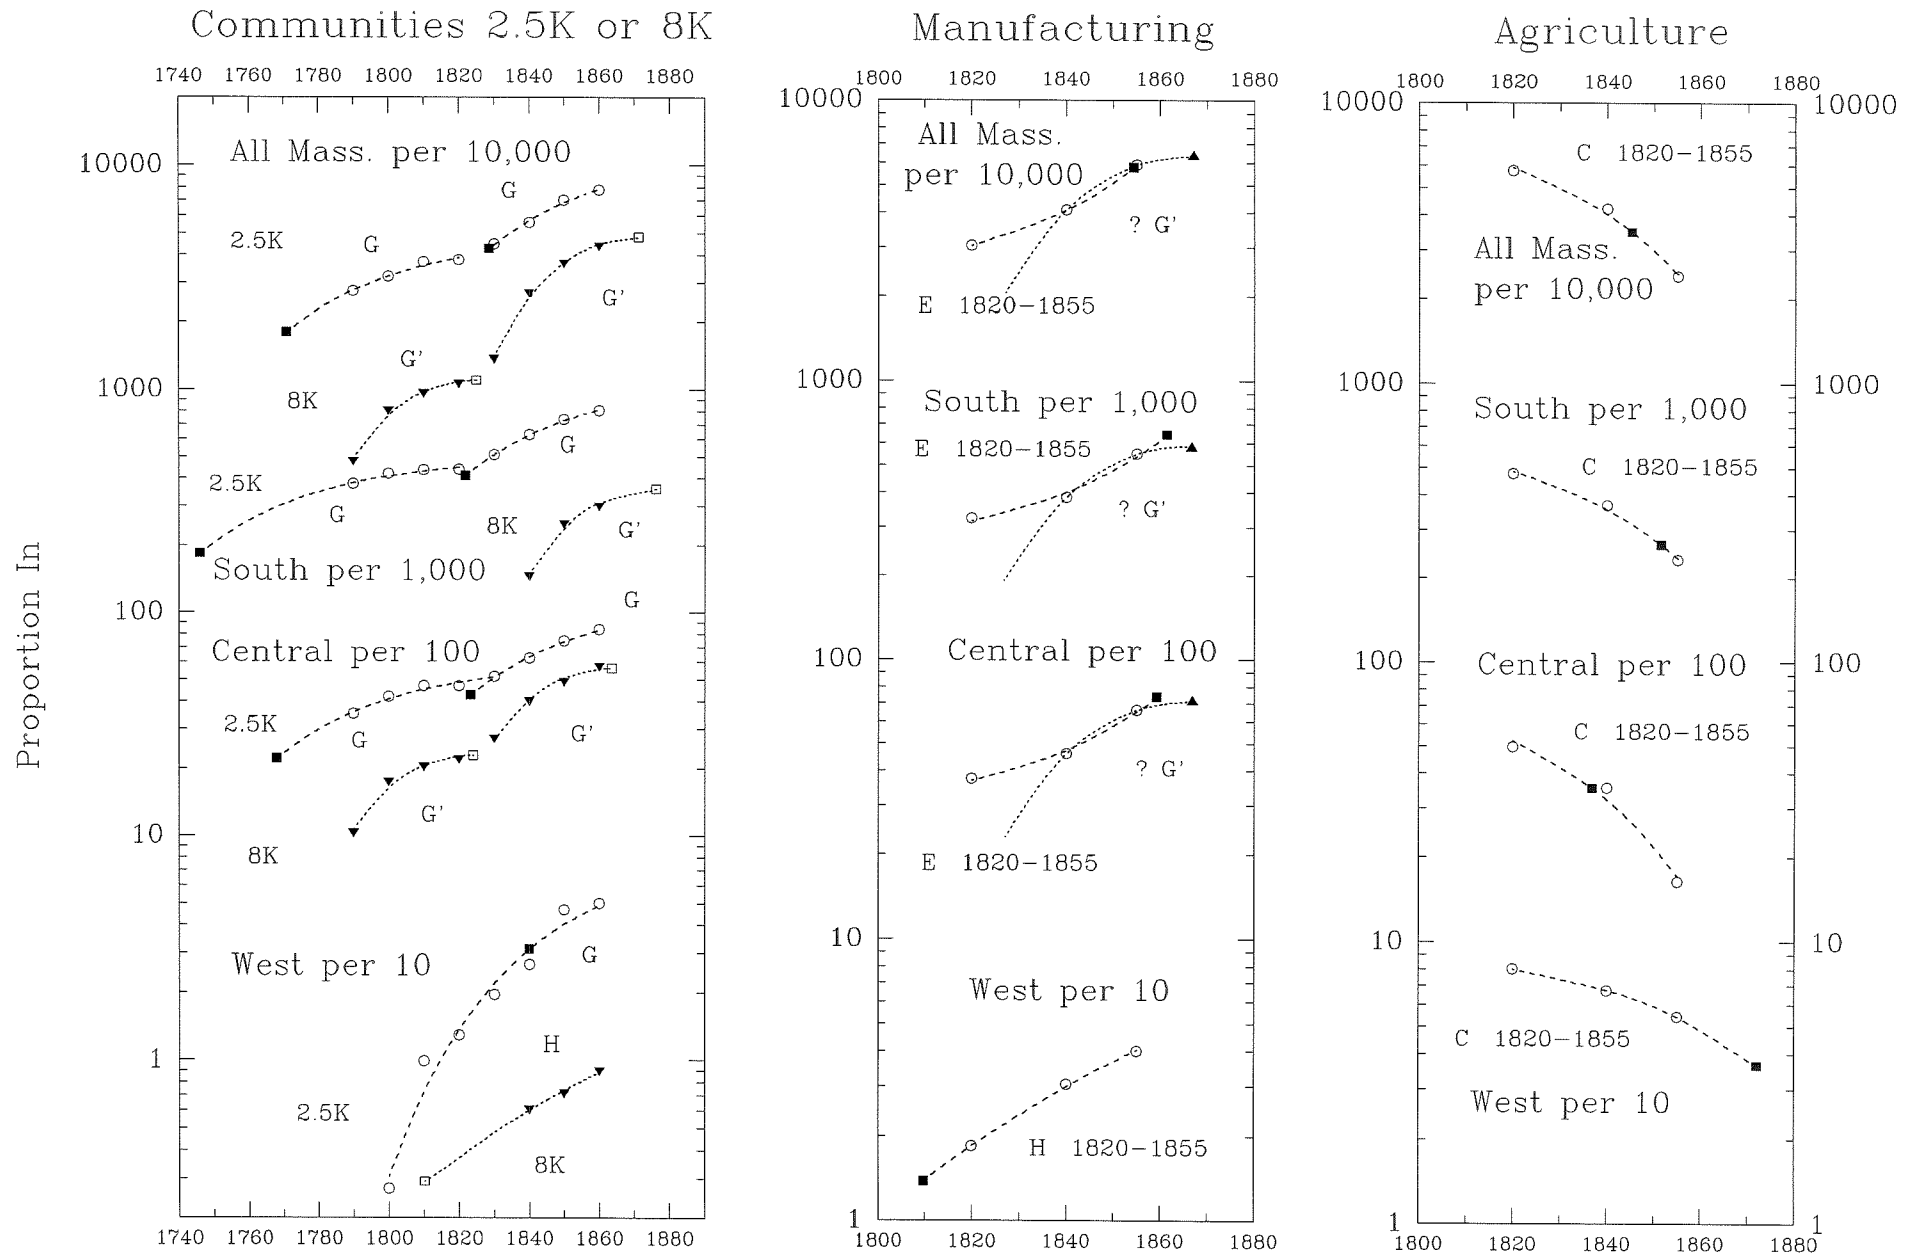 Communities 2.5K or 8K
1740 1760 1780 1800 1820 1840 1860 1880
Proportion In
10000
1000
100
10
1
All Mass. per 10,000
G
2.5K
G
G'
G'
8K
G
2.5K
G
8K
G'
South per 1,000
G
Central per 100
2.5K
G
G'
G'
8K
West per 10
G
H
2.5K
8K
1740 1760 1780 1800 1820 1840 1860 1880
Manufacturing
1800 1820 1840 1860 1880
10000
1000
100
10
1
All Mass.
per 10,000
? G'
E 1820-1855
South per 1,000
E 1820-1855
? G'
Central per 100
? G'
E 1820-1855
West per 10
H 1820-1855
1800 1820 1840 1860 1880
Agriculture
1800 1820 1840 1860 1880
10000 10000
1000 1000
100 100
10 10
1 1
C 1820-1855
All Mass.
per 10,000
South per 1,000
C 1820-1855
Central per 100
C 1820-1855
C 1820-1855
West per 10
1800 1820 1840 1860 1880